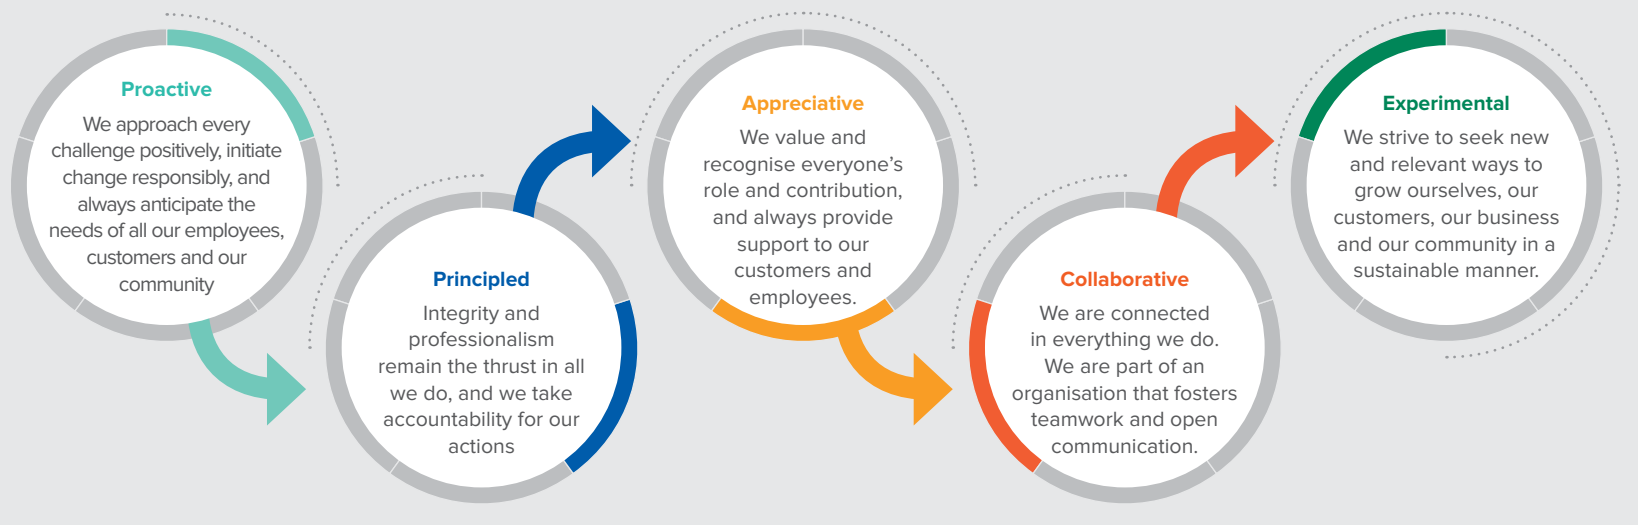 Proactive
We approach every
challenge positively, initiate
change responsibly, and
always anticipate the
needs of all our employees,
customers and our
community
Principled
Integrity and
professionalism
remain the thrust in all
we do, and we take
accountability for our
actions
Appreciative
We value and
recognise everyone’s
role and contribution,
and always provide
support to our
customers and
employees.
Collaborative
We are connected
in everything we do.
We are part of an
organisation that fosters
teamwork and open
communication.
Experimental
We strive to seek new
and relevant ways to
grow ourselves, our
customers, our business
and our community in a
sustainable manner.